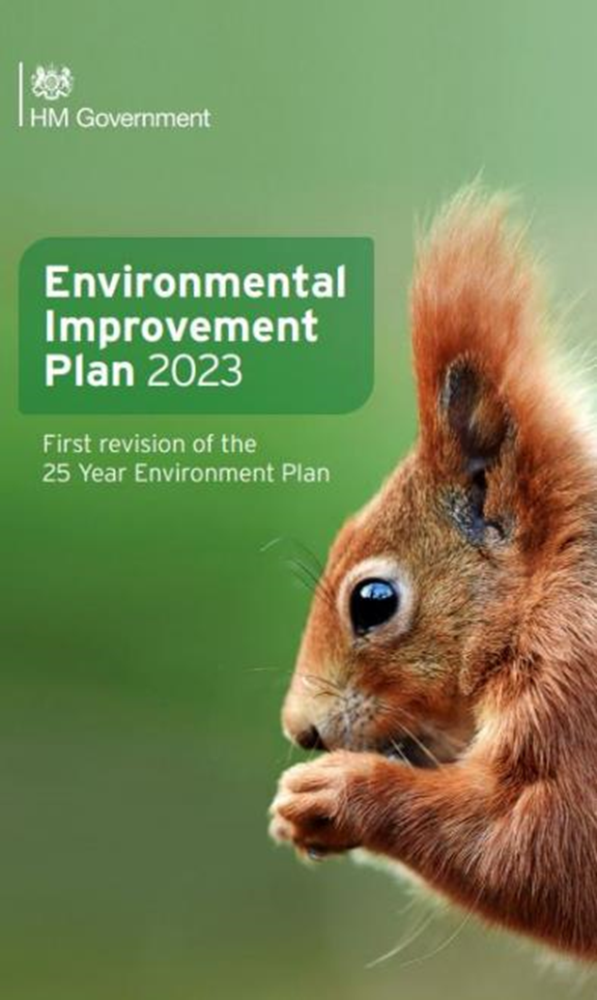 HM Government
Environmental
Improvement
Plan 2023
First revision of the
25 Year Environment Plan